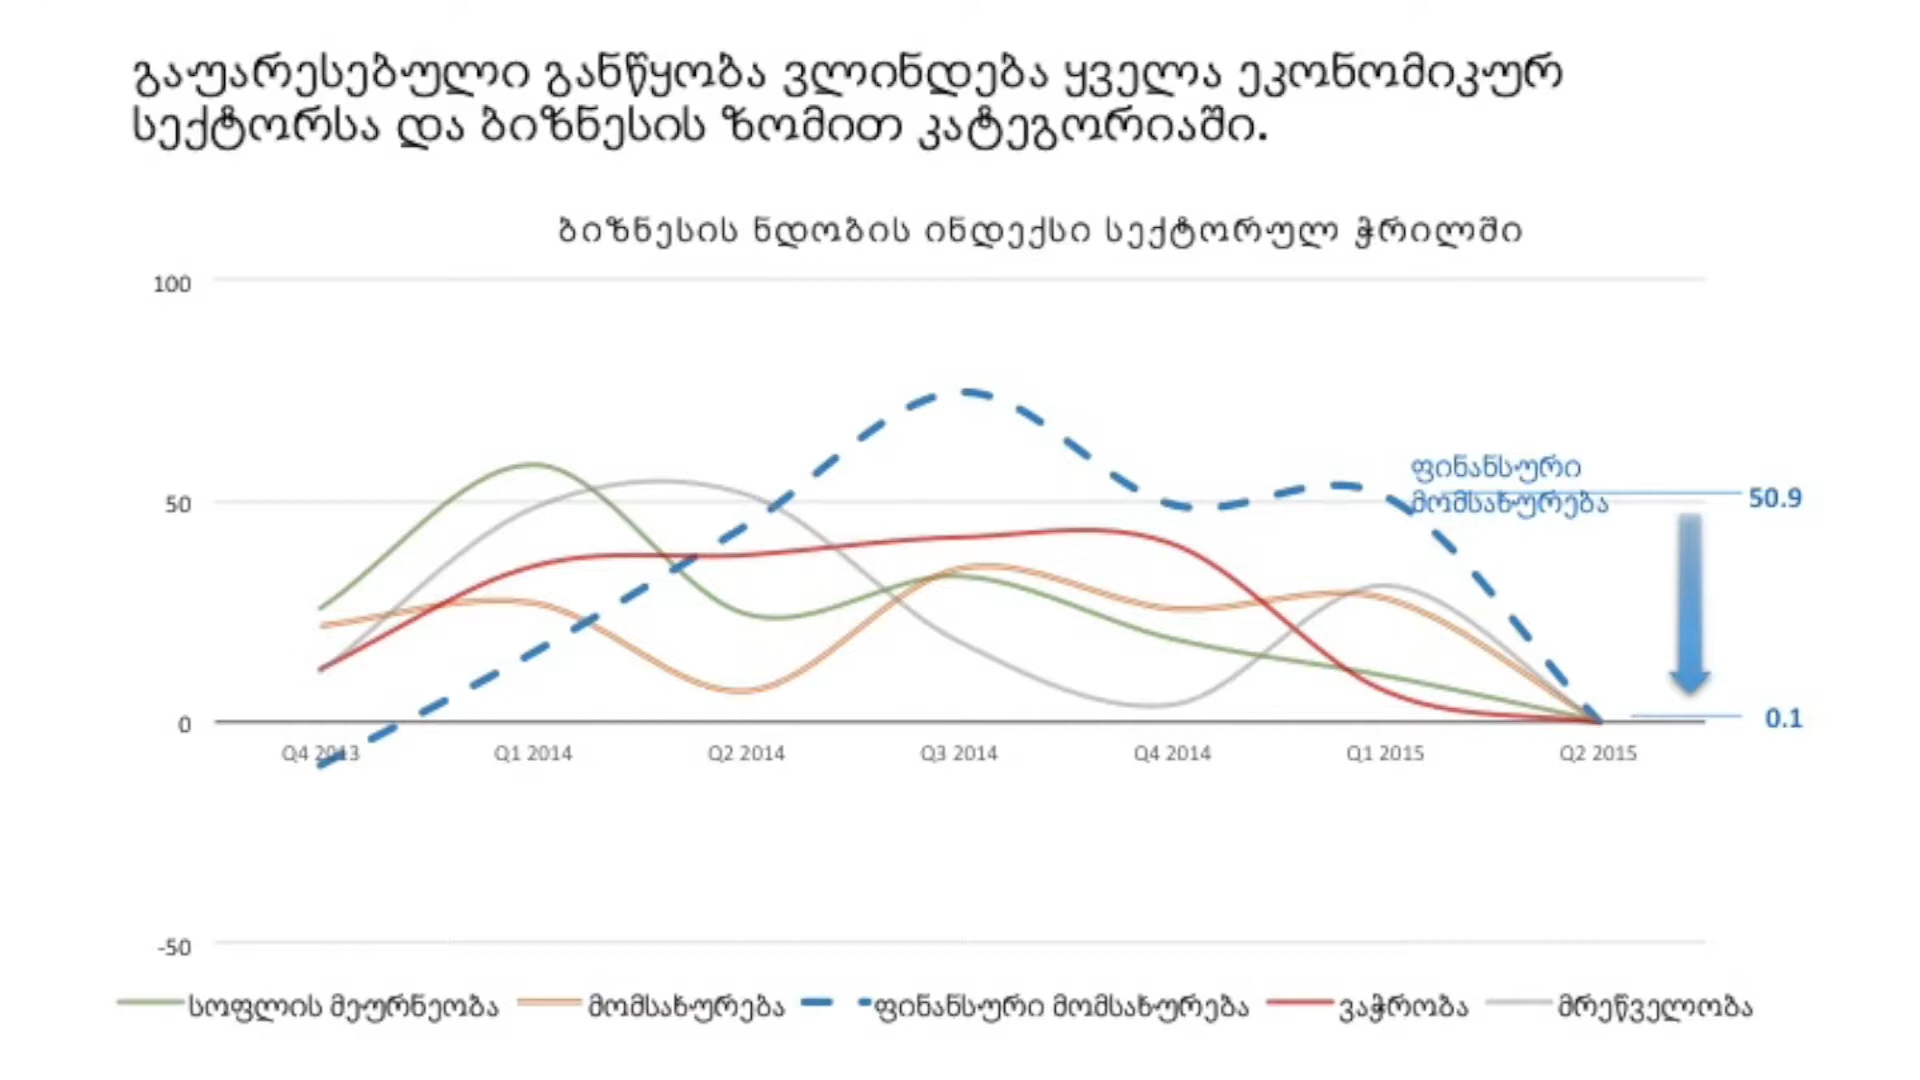 გაუარესებული განწყობა ვლინდება ყველა ეკონომიკურ
სექტორსა და ბიზნესის ზომით კატეგორიაში.
ბიზნესის ნდობის ინდექსი სექტორულ ჭრილში
100
50
0
-50
ფინანსური
მომსახურება
50.9
0.1
Q4 2013 Q1 2014 Q2 2014 Q3 2014 Q4 2014 Q1 2015 Q2 2015
სოფლის მეურნეობა მომსახურება ფინანსური მომსახურება ვაჭრობა მრეწველობა